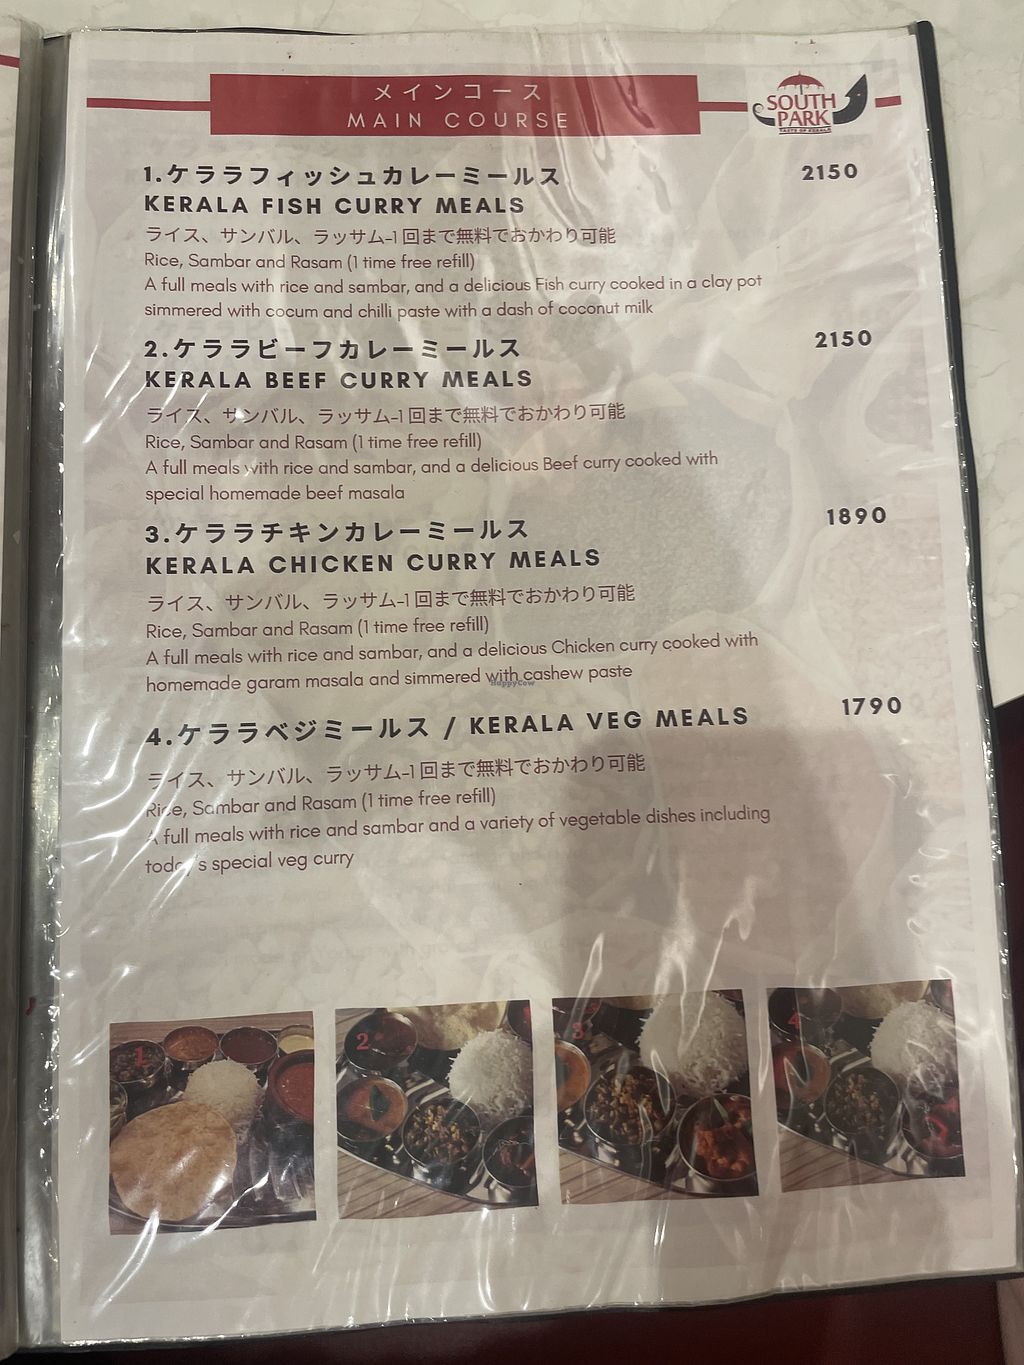 メインコース
MAIN COURSE
SOUTH
PARK
TASTE OF KERALA
1.ケララフィッシュカレーミールス 2150
KERALA FISH CURRY MEALS
ライス、サンバル、ラッサム-1回まで無料でおかわり可能
Rice, Sambar and Rasam (1 time free refill)
A full meals with rice and sambar, and a delicious Fish curry cooked in a clay pot
simmered with cocum and chilli paste with a dash of coconut milk
2.ケララビーフカレーミールス 2150
KERALA BEEF CURRY MEALS
ライス、サンバル、ラッサム-1回まで無料でおかわり可能
Rice, Sambar and Rasam (1 time free refill)
A full meals with rice and sambar, and a delicious Beef curry cooked with
special homemade beef masala
3.ケララチキンカレーミールス 1890
KERALA CHICKEN CURRY MEALS
ライス、サンバル、ラッサム-1回まで無料でおかわり可能
Rice, Sambar and Rasam (1 time free refill)
A full meals with rice and sambar, and a delicious Chicken curry cooked with
homemade garam masala and simmered with cashew paste
HappyCow
4.ケララベジミールス / KERALA VEG MEALS 1790
ライス、サンバル、ラッサム-1回まで無料でおかわり可能
Rice, Sambar and Rasam (1 time free refill)
A full meals with rice and sambar and a variety of vegetable dishes including
today's special veg curry
1 2 3 4